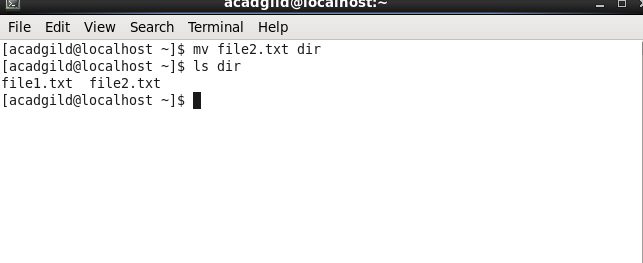 acadgild@localhost:~
File Edit View Search Terminal Help
[acadgild@localhost ~]$ mv file2.txt dir
[acadgild@localhost ~]$ ls dir
file1.txt  file2.txt
[acadgild@localhost ~]$